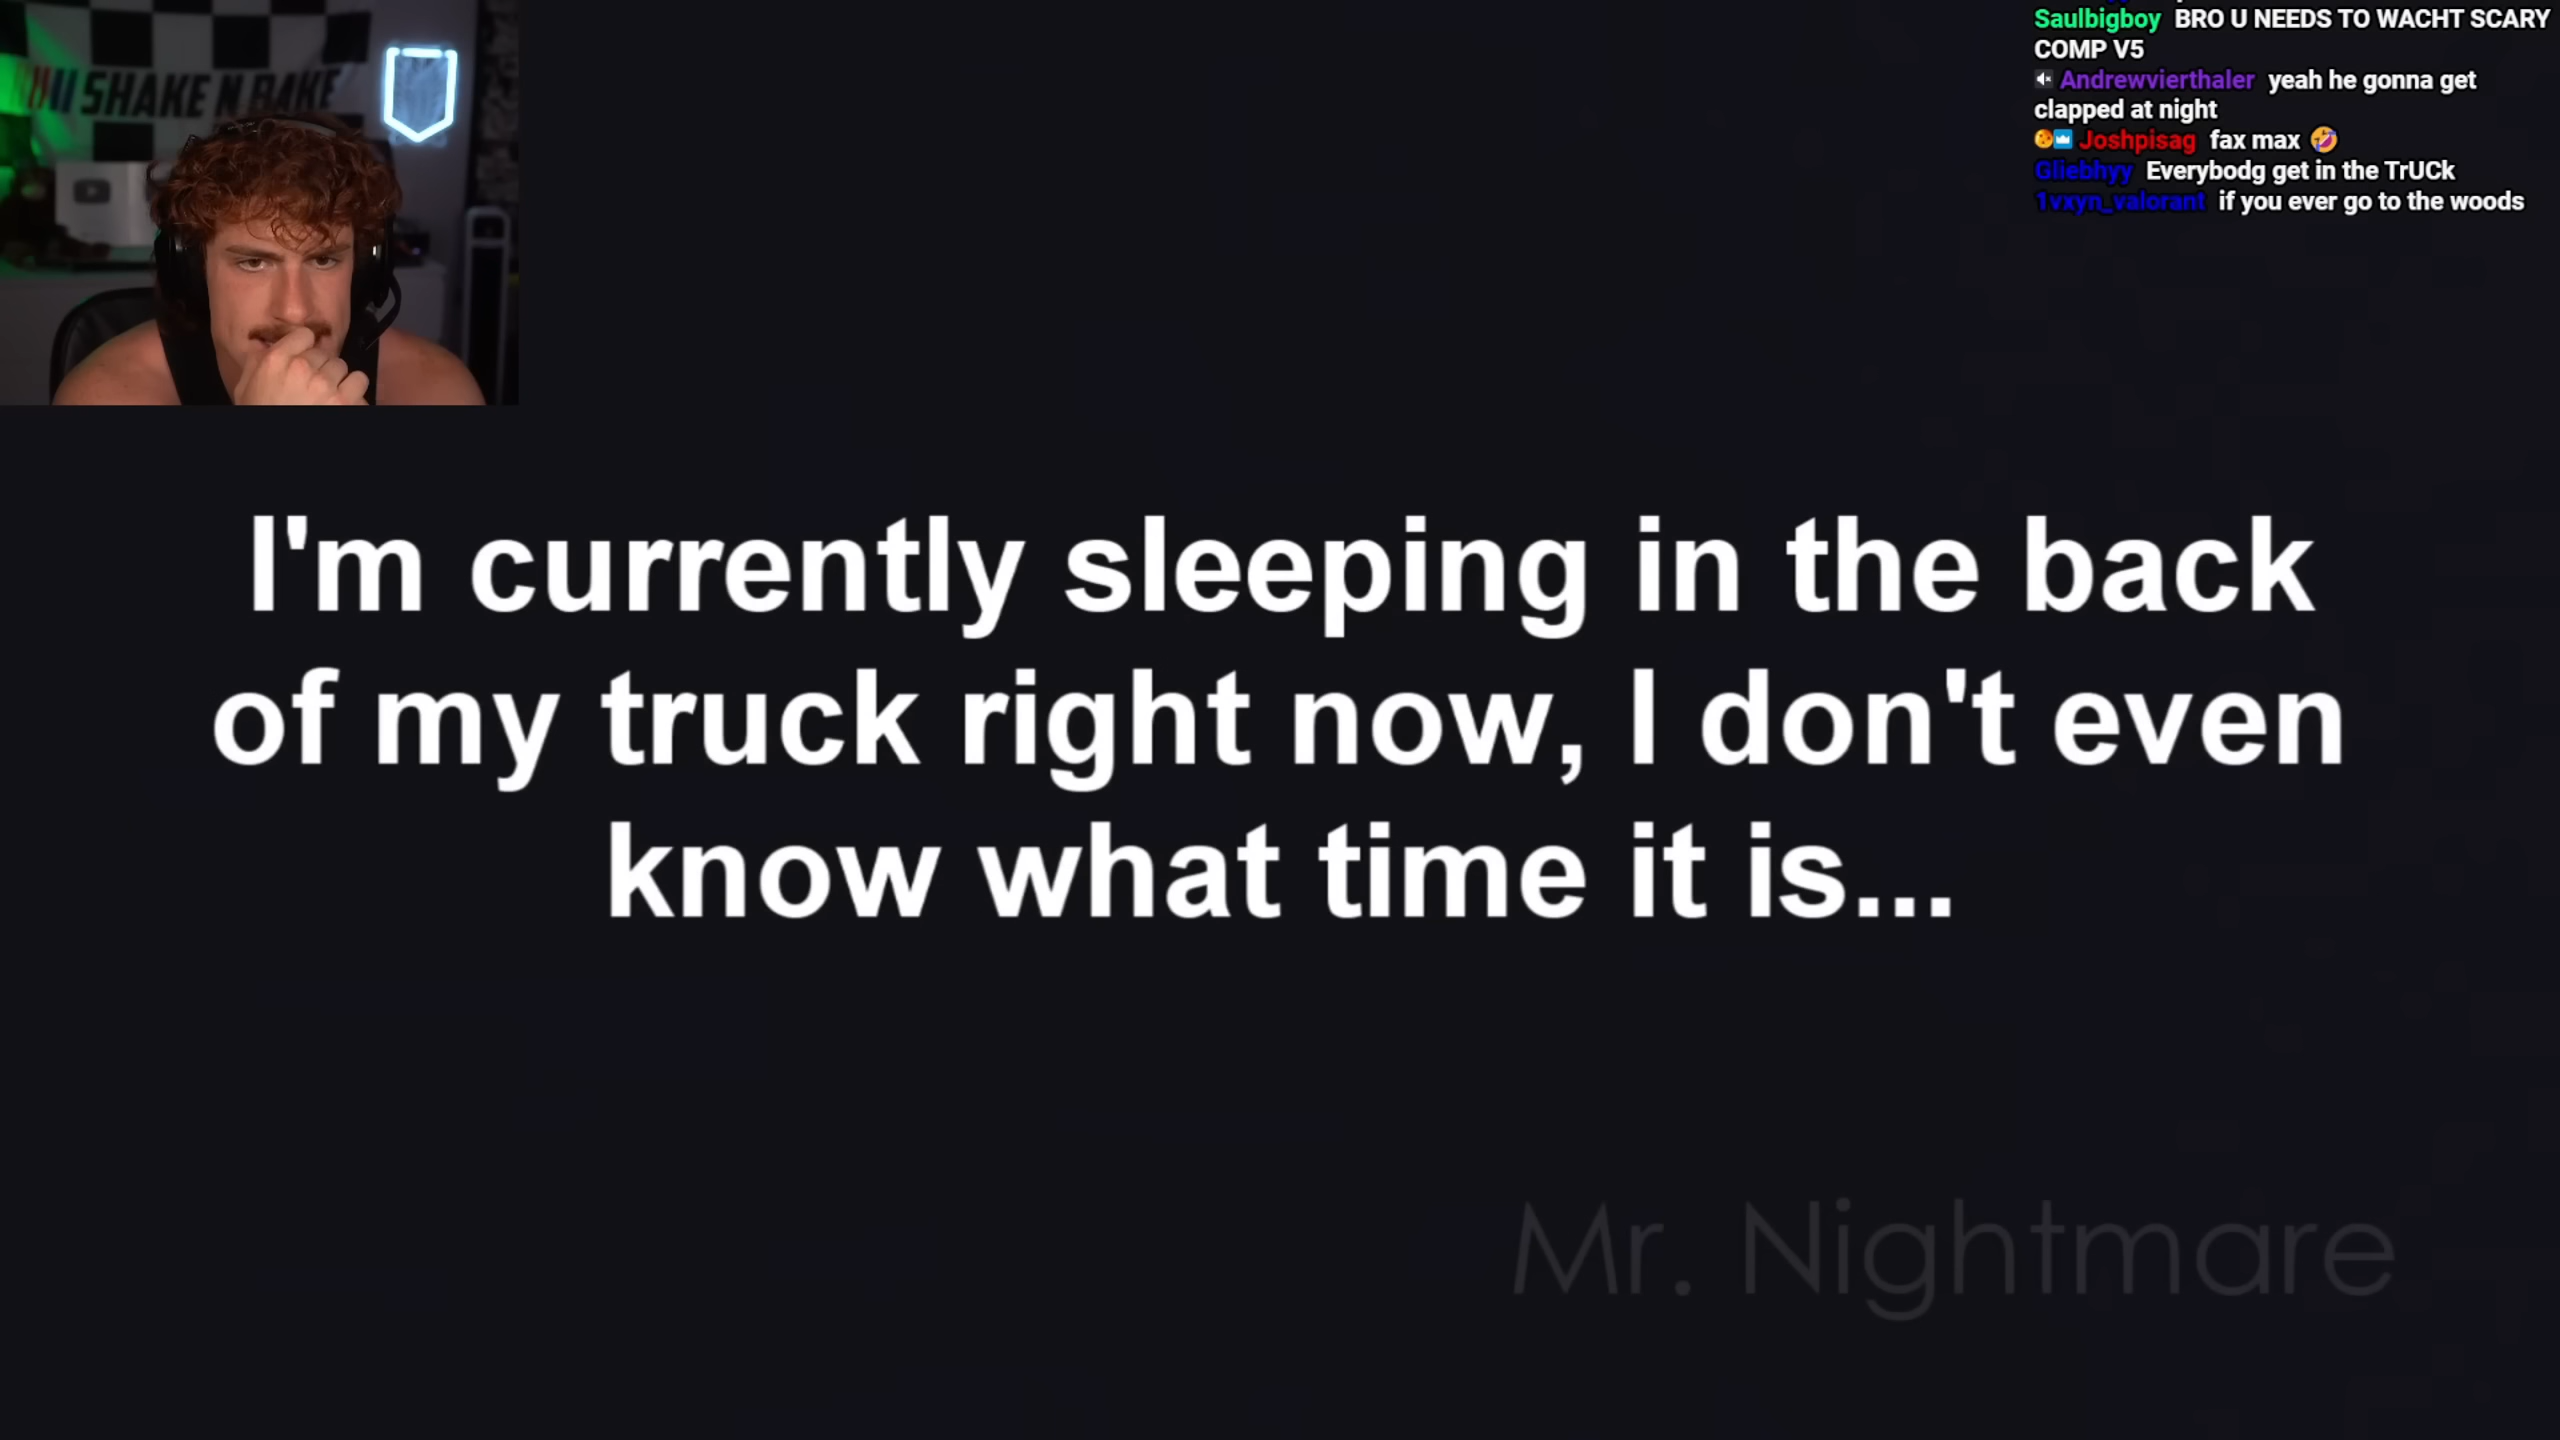 SHAKE N BAKE
Saulbigboy BRO U NEEDS TO WACHT SCARY
COMP V5
Andrewvierthaler yeah he gonna get
clapped at night
Joshpisag fax max 🤣
Gliebhyy Everybodg get in the TrUCk
1vxyn_valorant if you ever go to the woods
I'm currently sleeping in the back
of my truck right now, I don't even
know what time it is...
Mr. Nightmare